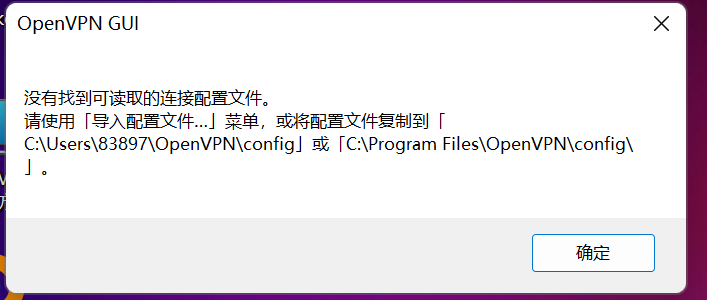 OpenVPN GUI
没有找到可读取的连接配置文件。
请使用「导入配置文件...」菜单，或将配置文件复制到「
C:\Users\83897\OpenVPN\config」或「C:\Program Files\OpenVPN\config\
」。
确定